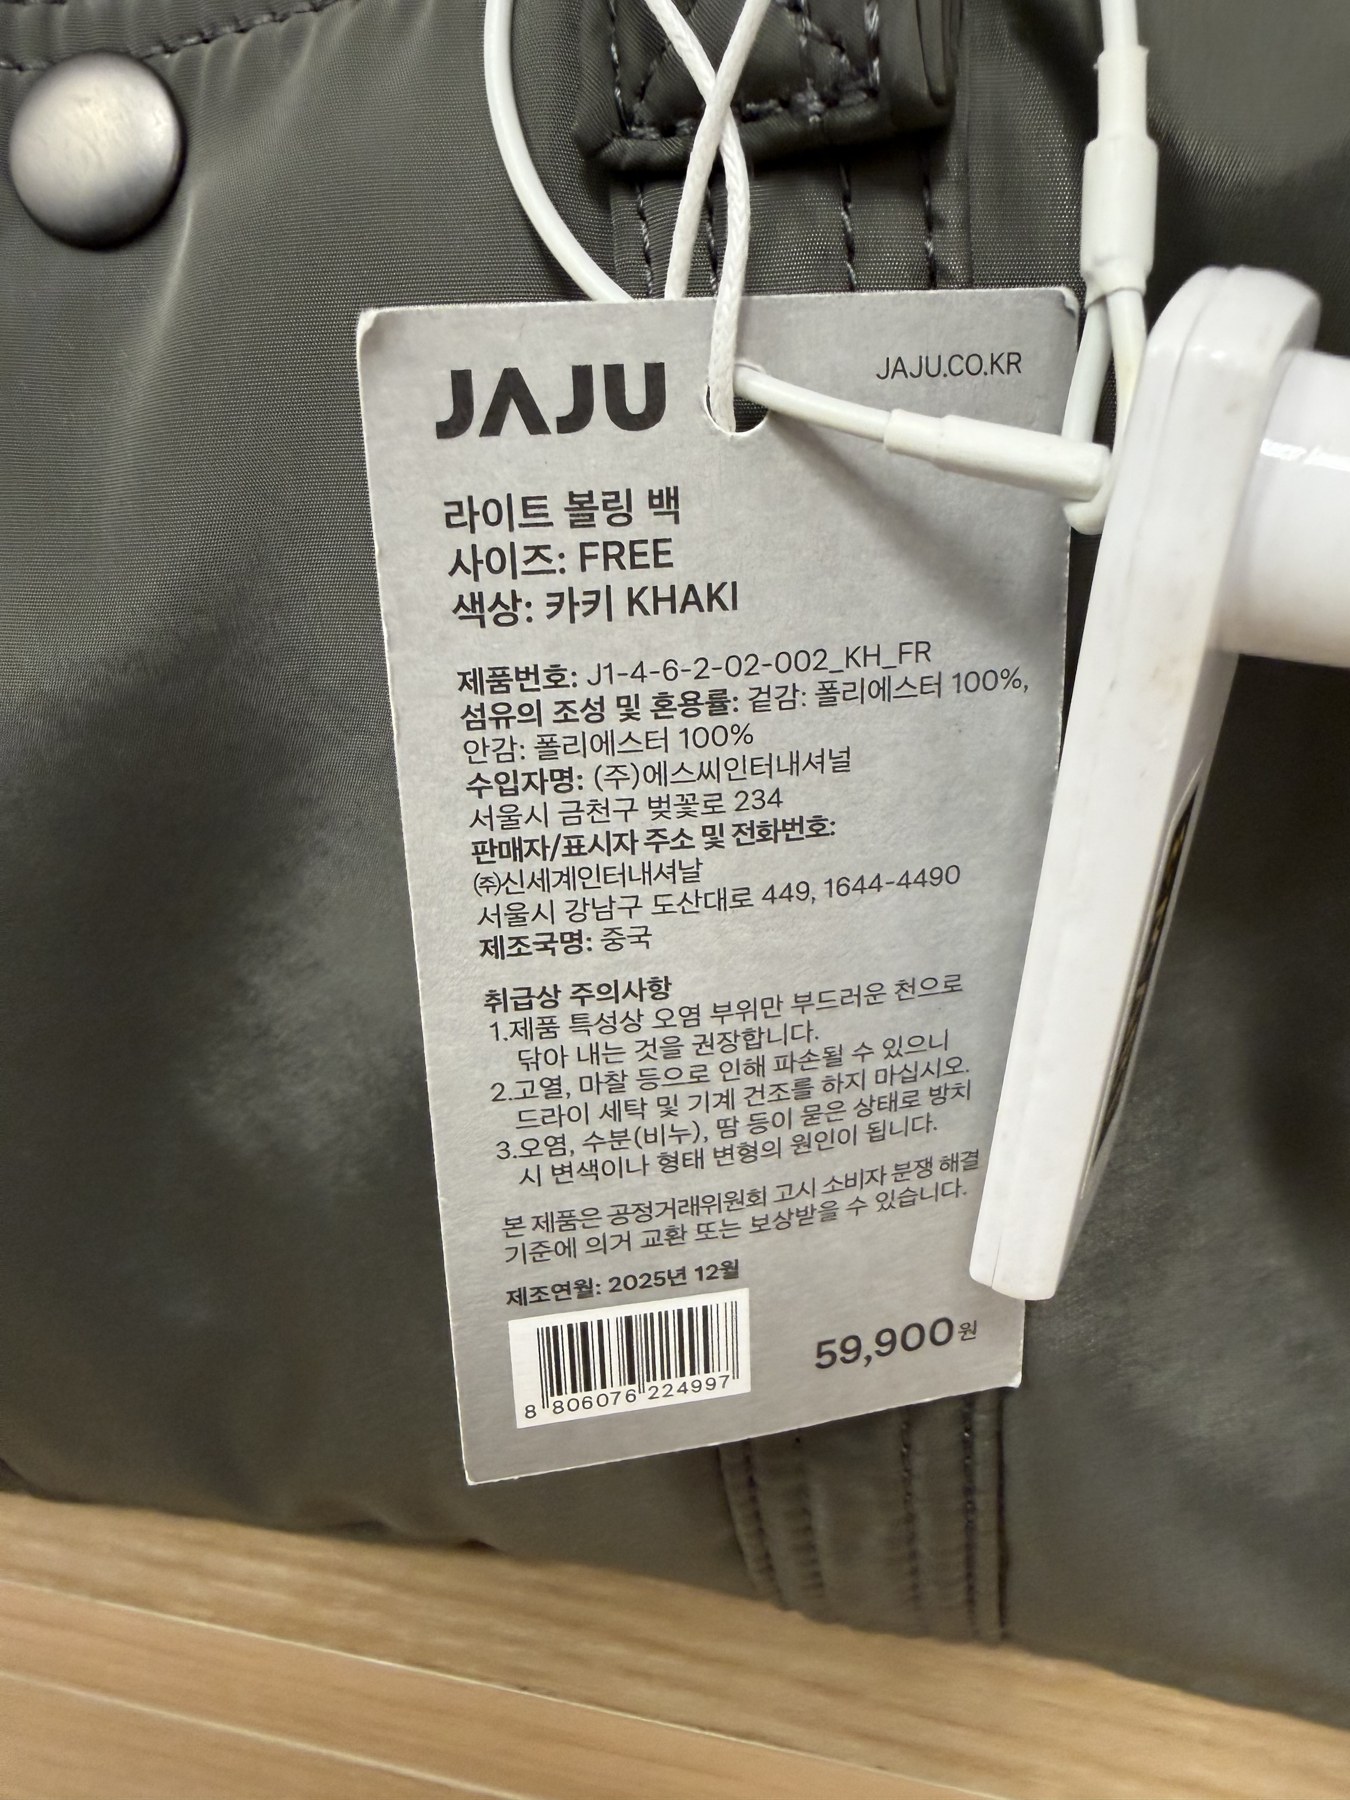 JAJU
JAJU.CO.KR
라이트 볼링 백
사이즈: FREE
색상: 카키 KHAKI
제품번호: J1-4-6-2-02-002_KH_FR
섬유의 조성 및 혼용률: 겉감: 폴리에스터 100%,
안감: 폴리에스터 100%
수입자명: (주)에스씨인터내셔널
서울시 금천구 벚꽃로 234
판매자/표시자 주소 및 전화번호:
㈜신세계인터내셔날
서울시 강남구 도산대로 449, 1644-4490
제조국명: 중국
취급상 주의사항
1.제품 특성상 오염 부위만 부드러운 천으로
닦아 내는 것을 권장합니다.
2.고열, 마찰 등으로 인해 파손될 수 있으니
드라이 세탁 및 기계 건조를 하지 마십시오.
3.오염, 수분(비누), 땀 등이 묻은 상태로 방치
시 변색이나 형태 변형의 원인이 됩니다.
본 제품은 공정거래위원회 고시 소비자 분쟁 해결
기준에 의거 교환 또는 보상받을 수 있습니다.
제조연월: 2025년 12월
59,900원
8 806076 224997